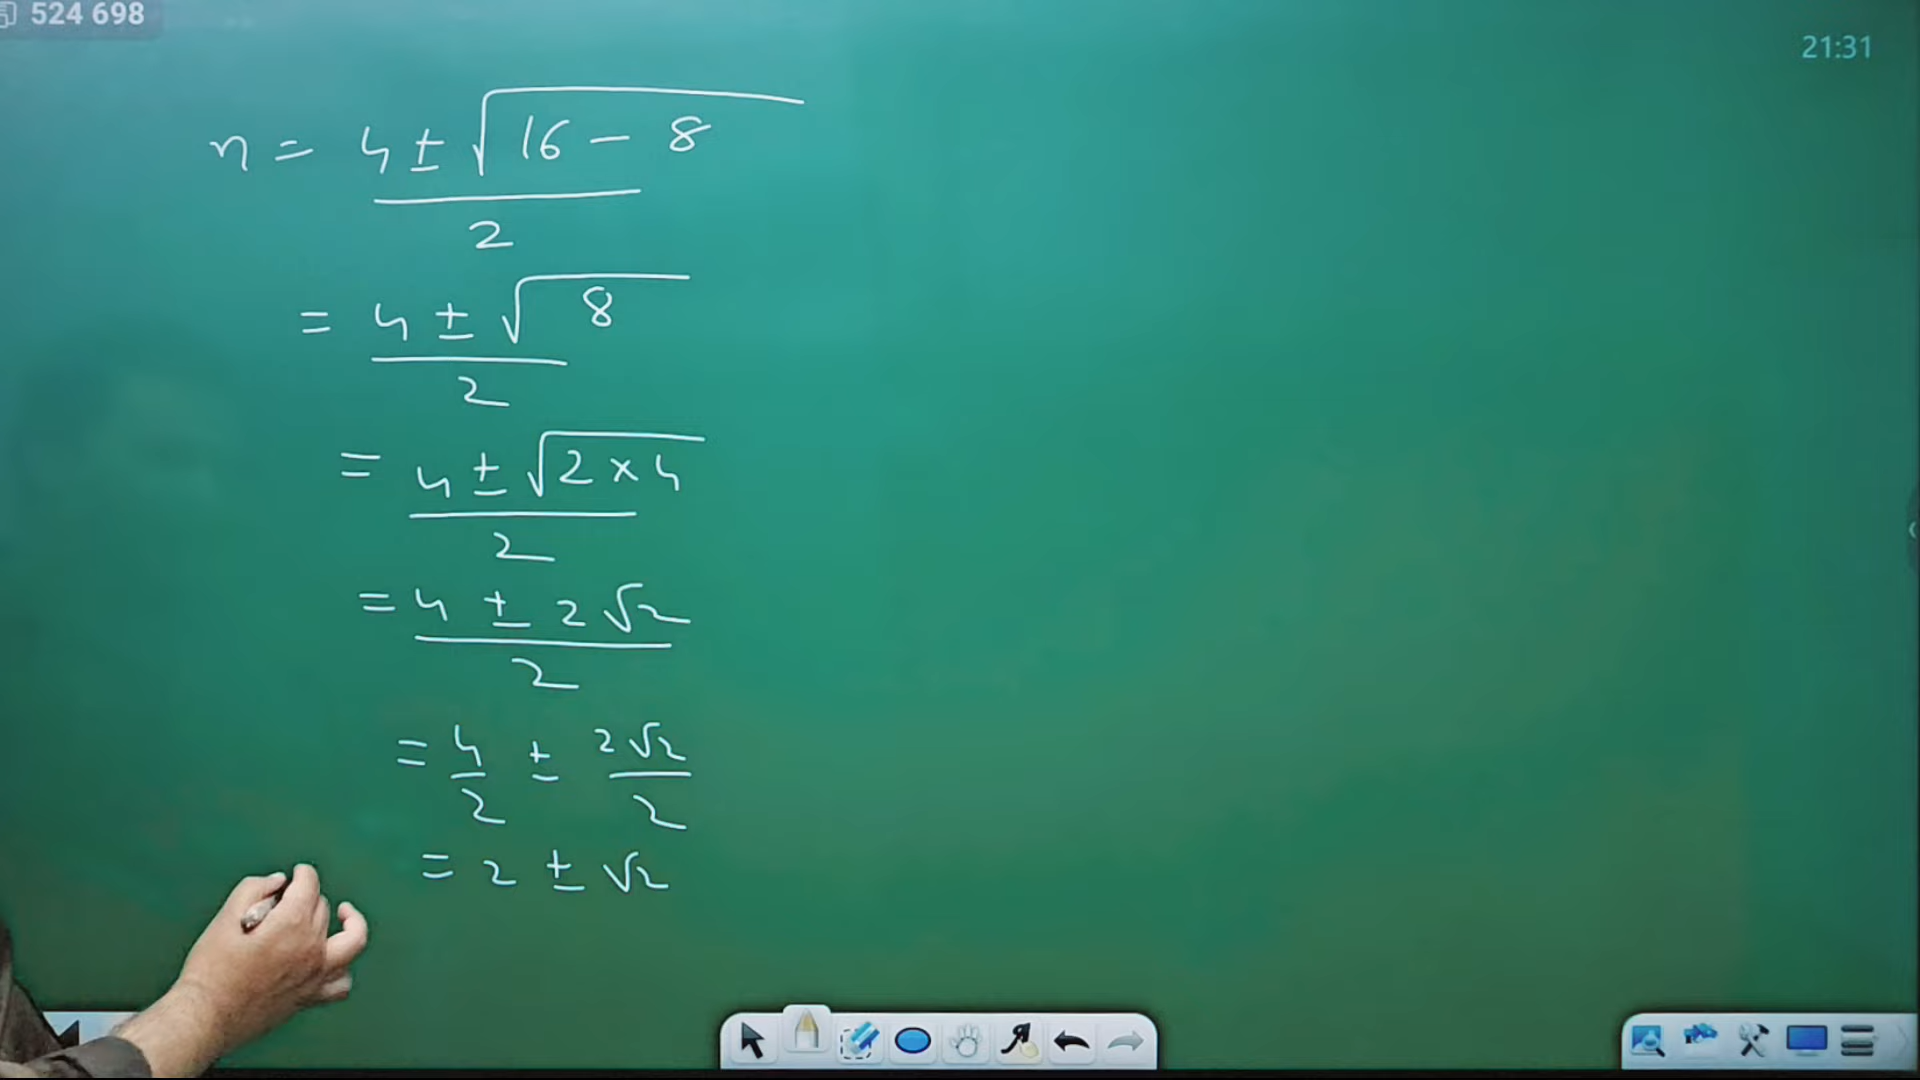 524 698
21:31
n = 4 ± √16 - 8 / 2
= 4 ± √8 / 2
= 4 ± √2 × 4 / 2
= 4 ± 2√2 / 2
= 4/2 ± 2√2/2
= 2 ± √2